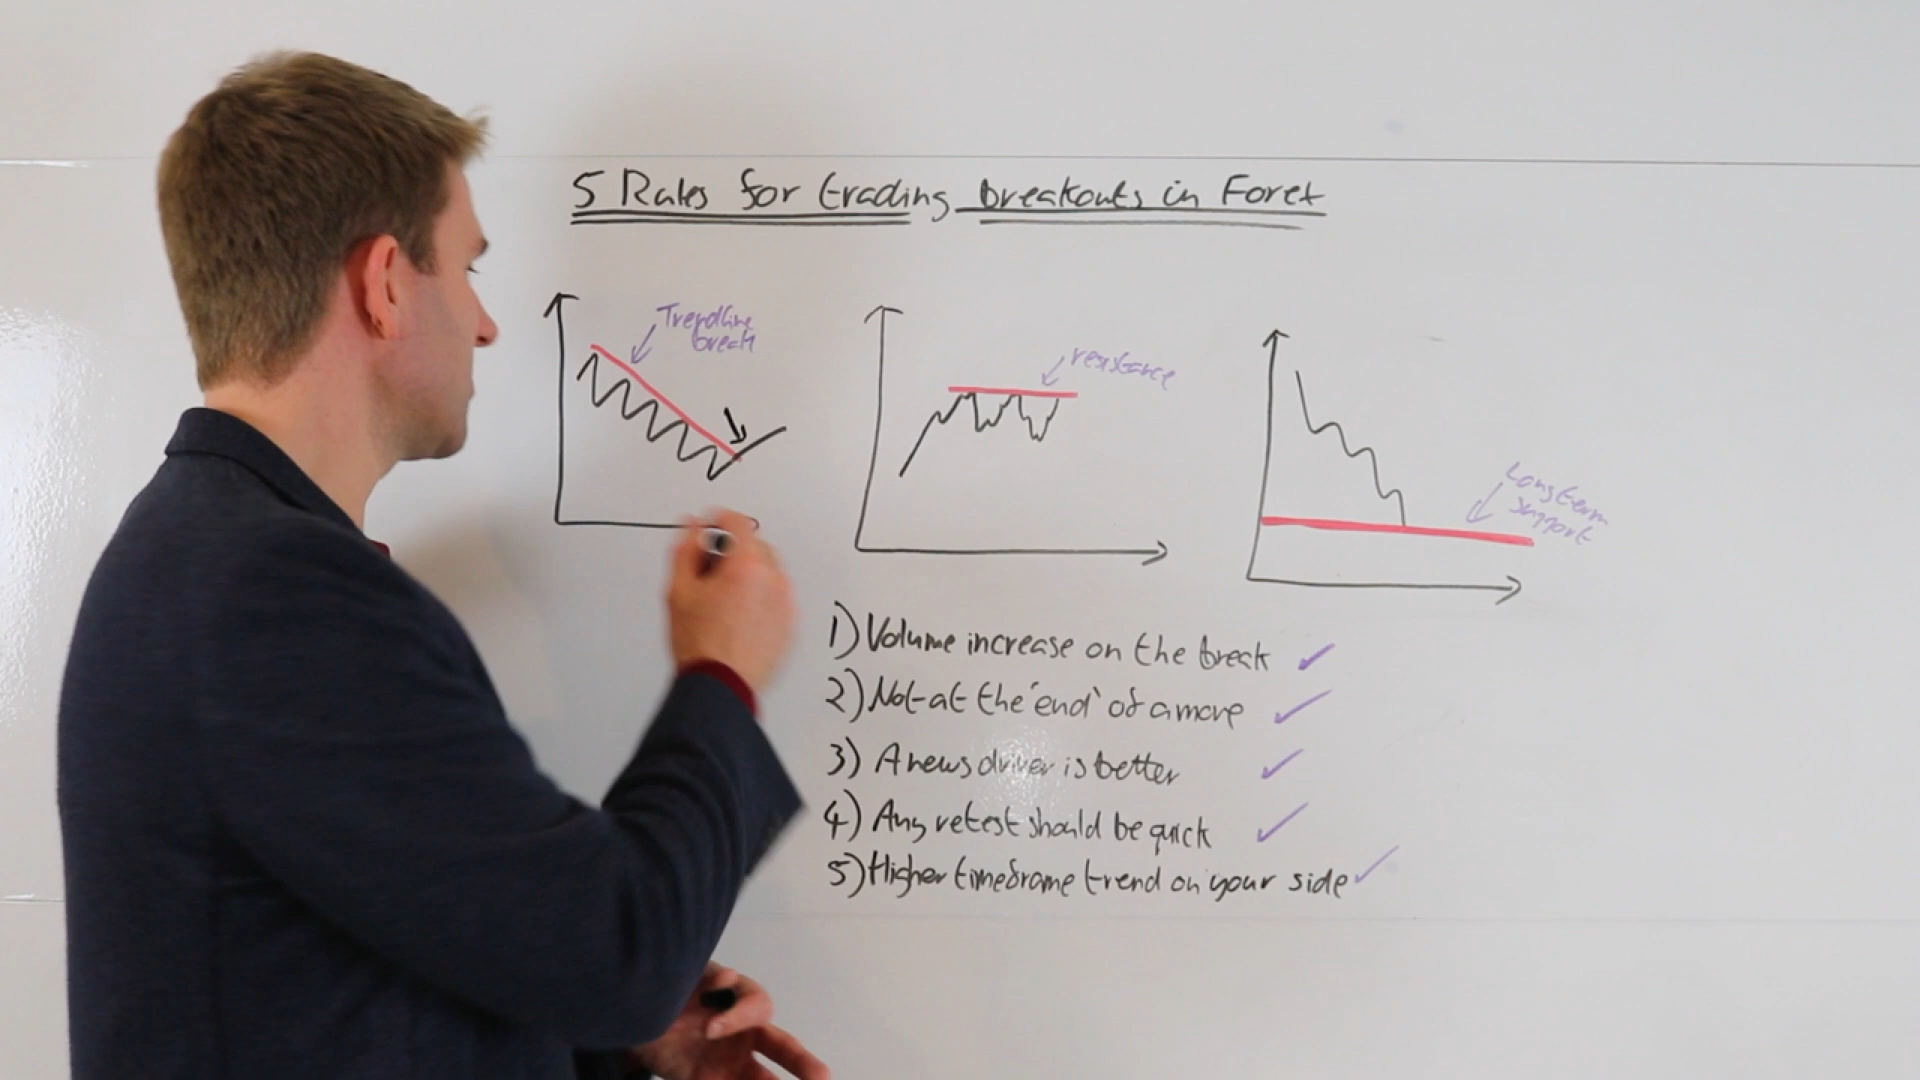 5 Rules for trading breakouts in Forex
Trendline
break
resistance
Long term
support
1) Volume increase on the break ✓
2) Not at the 'end' of a move ✓
3) A news driver is better ✓
4) Any retest should be quick ✓
5) Higher timeframe trend on your side ✓